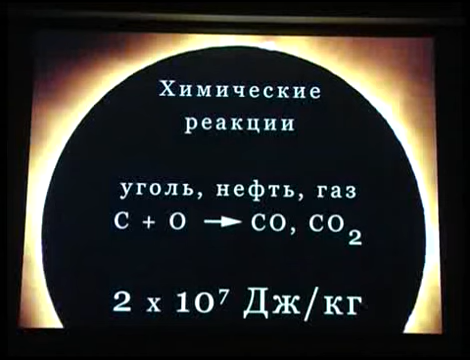 Химические
реакции
уголь, нефть, газ
C + O → CO, CO₂
2 x 10⁷ Дж/кг